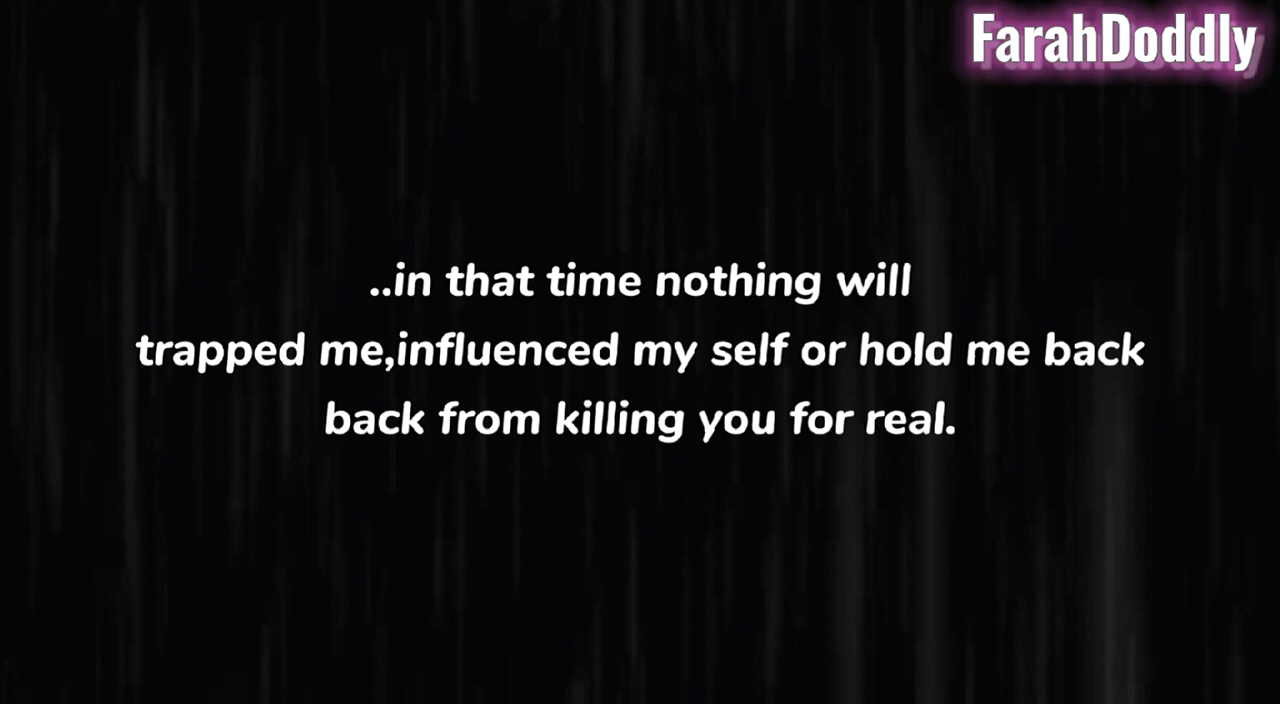 FarahDoddly
..in that time nothing will
trapped me,influenced my self or hold me back
back from killing you for real.